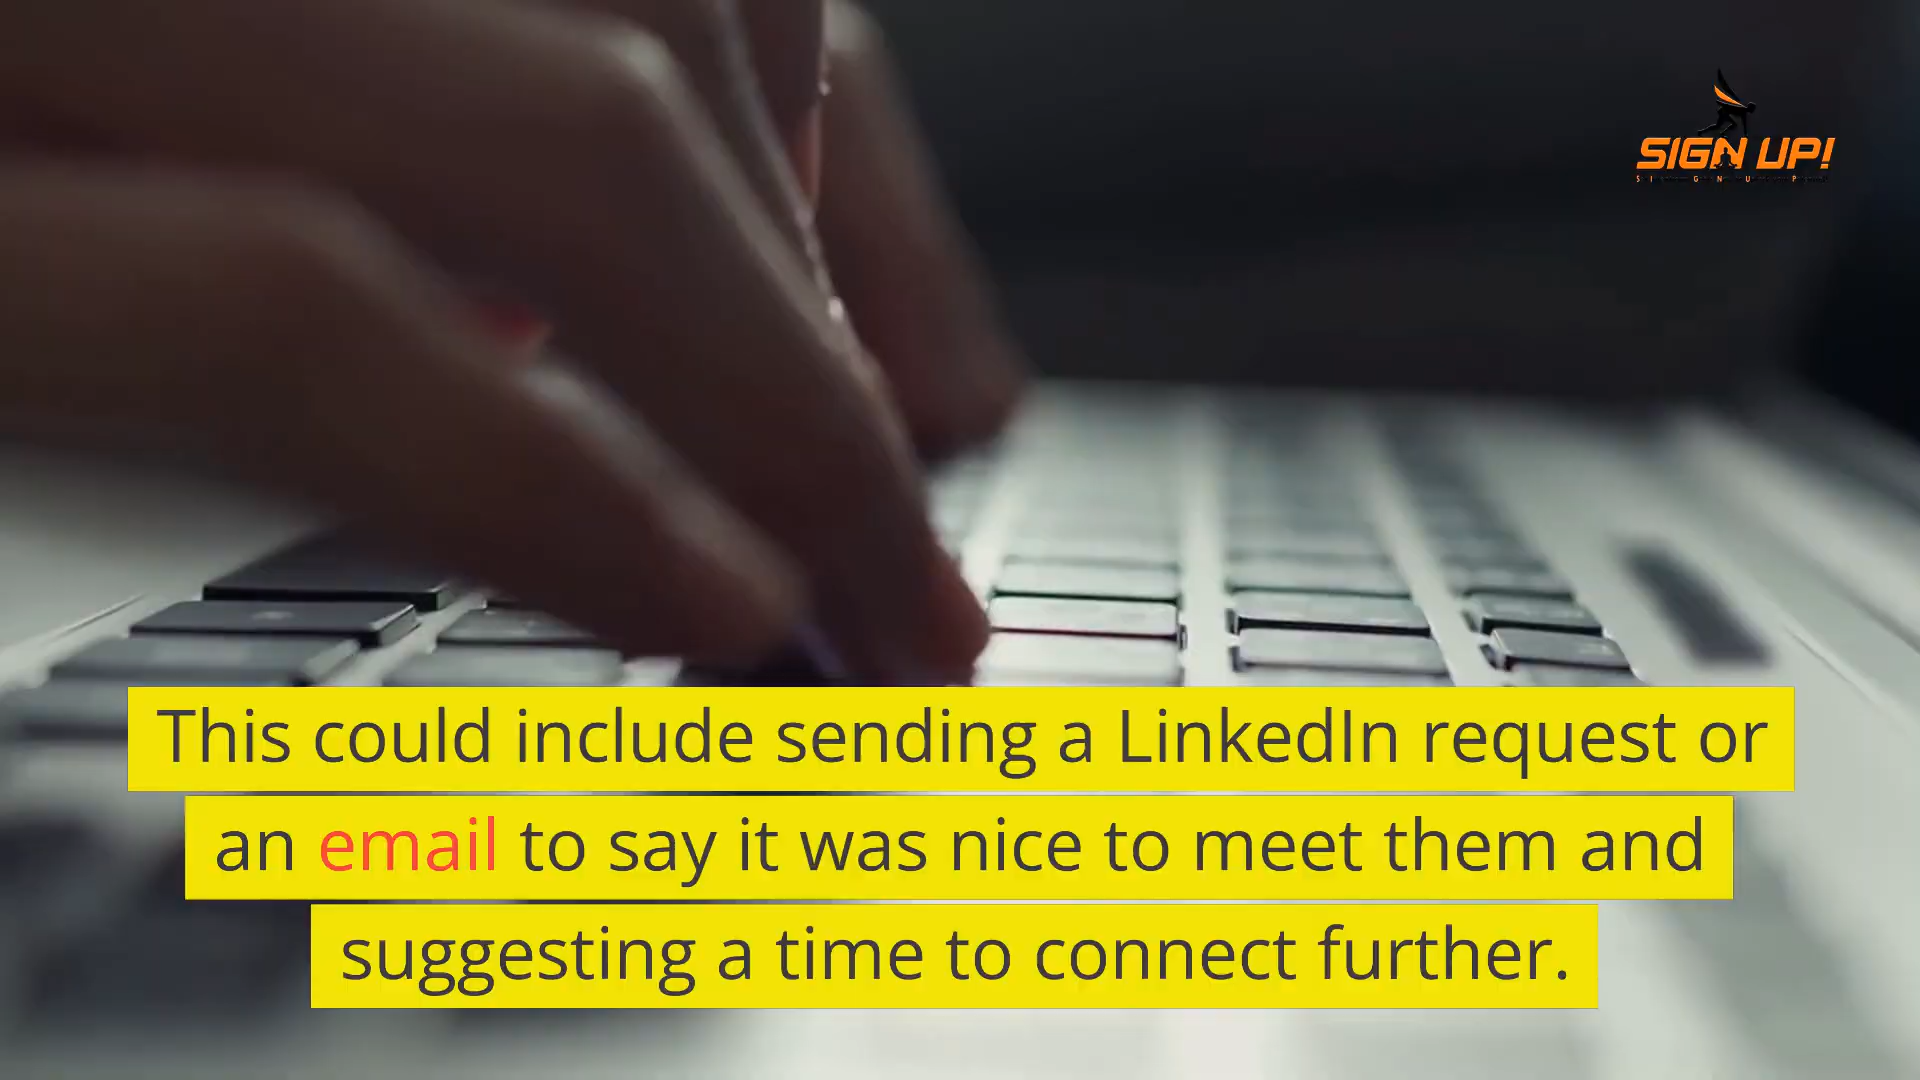 SIGN UP!
This could include sending a LinkedIn request or
an email to say it was nice to meet them and
suggesting a time to connect further.